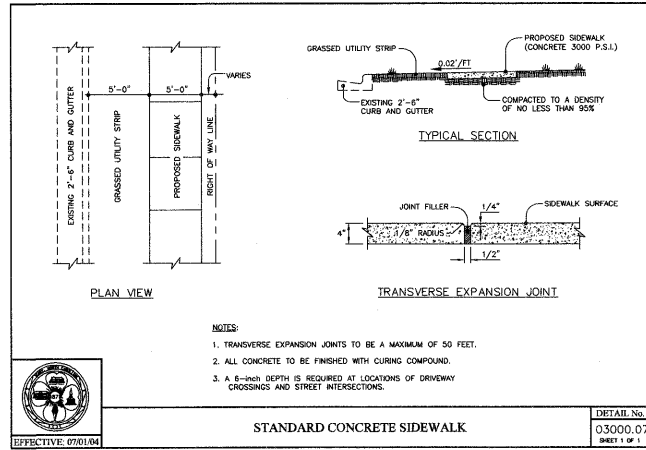 VARIES
5'-0"
5'-0"
EXISTING 2'-6" CURB AND GUTTER
GRASSED UTILITY STRIP
PROPOSED SIDEWALK
RIGHT OF WAY LINE
PLAN VIEW
GRASSED UTILITY STRIP
PROPOSED SIDEWALK
(CONCRETE 3000 P.S.I.)
0.02'/FT
EXISTING 2'-6"
CURB AND GUTTER
COMPACTED TO A DENSITY
OF NO LESS THAN 95%
TYPICAL SECTION
JOINT FILLER
1/4"
SIDEWALK SURFACE
4"
1/8" RADIUS
1/2"
TRANSVERSE EXPANSION JOINT
NOTES:
1. TRANSVERSE EXPANSION JOINTS TO BE A MAXIMUM OF 50 FEET.
2. ALL CONCRETE TO BE FINISHED WITH CURING COMPOUND.
3. A 6-inch DEPTH IS REQUIRED AT LOCATIONS OF DRIVEWAY
CROSSINGS AND STREET INTERSECTIONS.
EFFECTIVE: 07/01/04
STANDARD CONCRETE SIDEWALK
DETAIL No.
03000.07
SHEET 1 OF 1